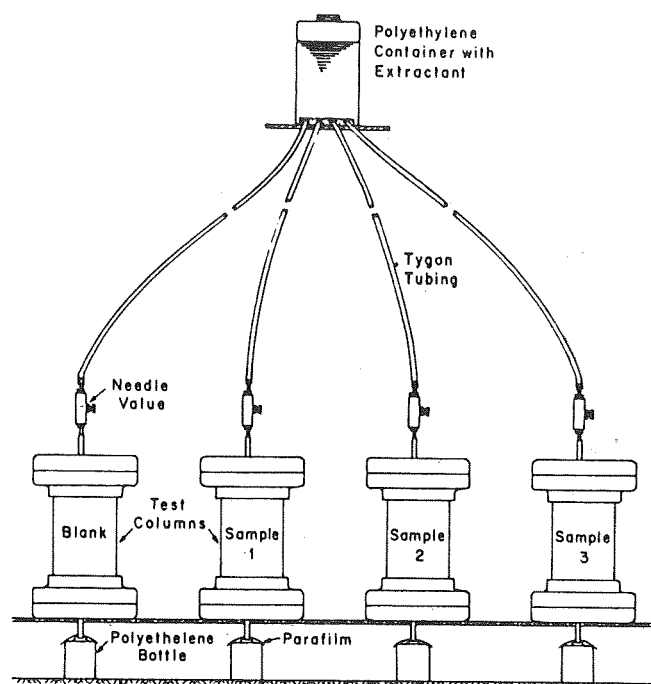 Polyethylene
Container with
Extractant
Tygon
Tubing
Needle
Value
Test
Columns
Blank
Sample
1
Sample
2
Sample
3
Polyethelene
Bottle
Parafilm